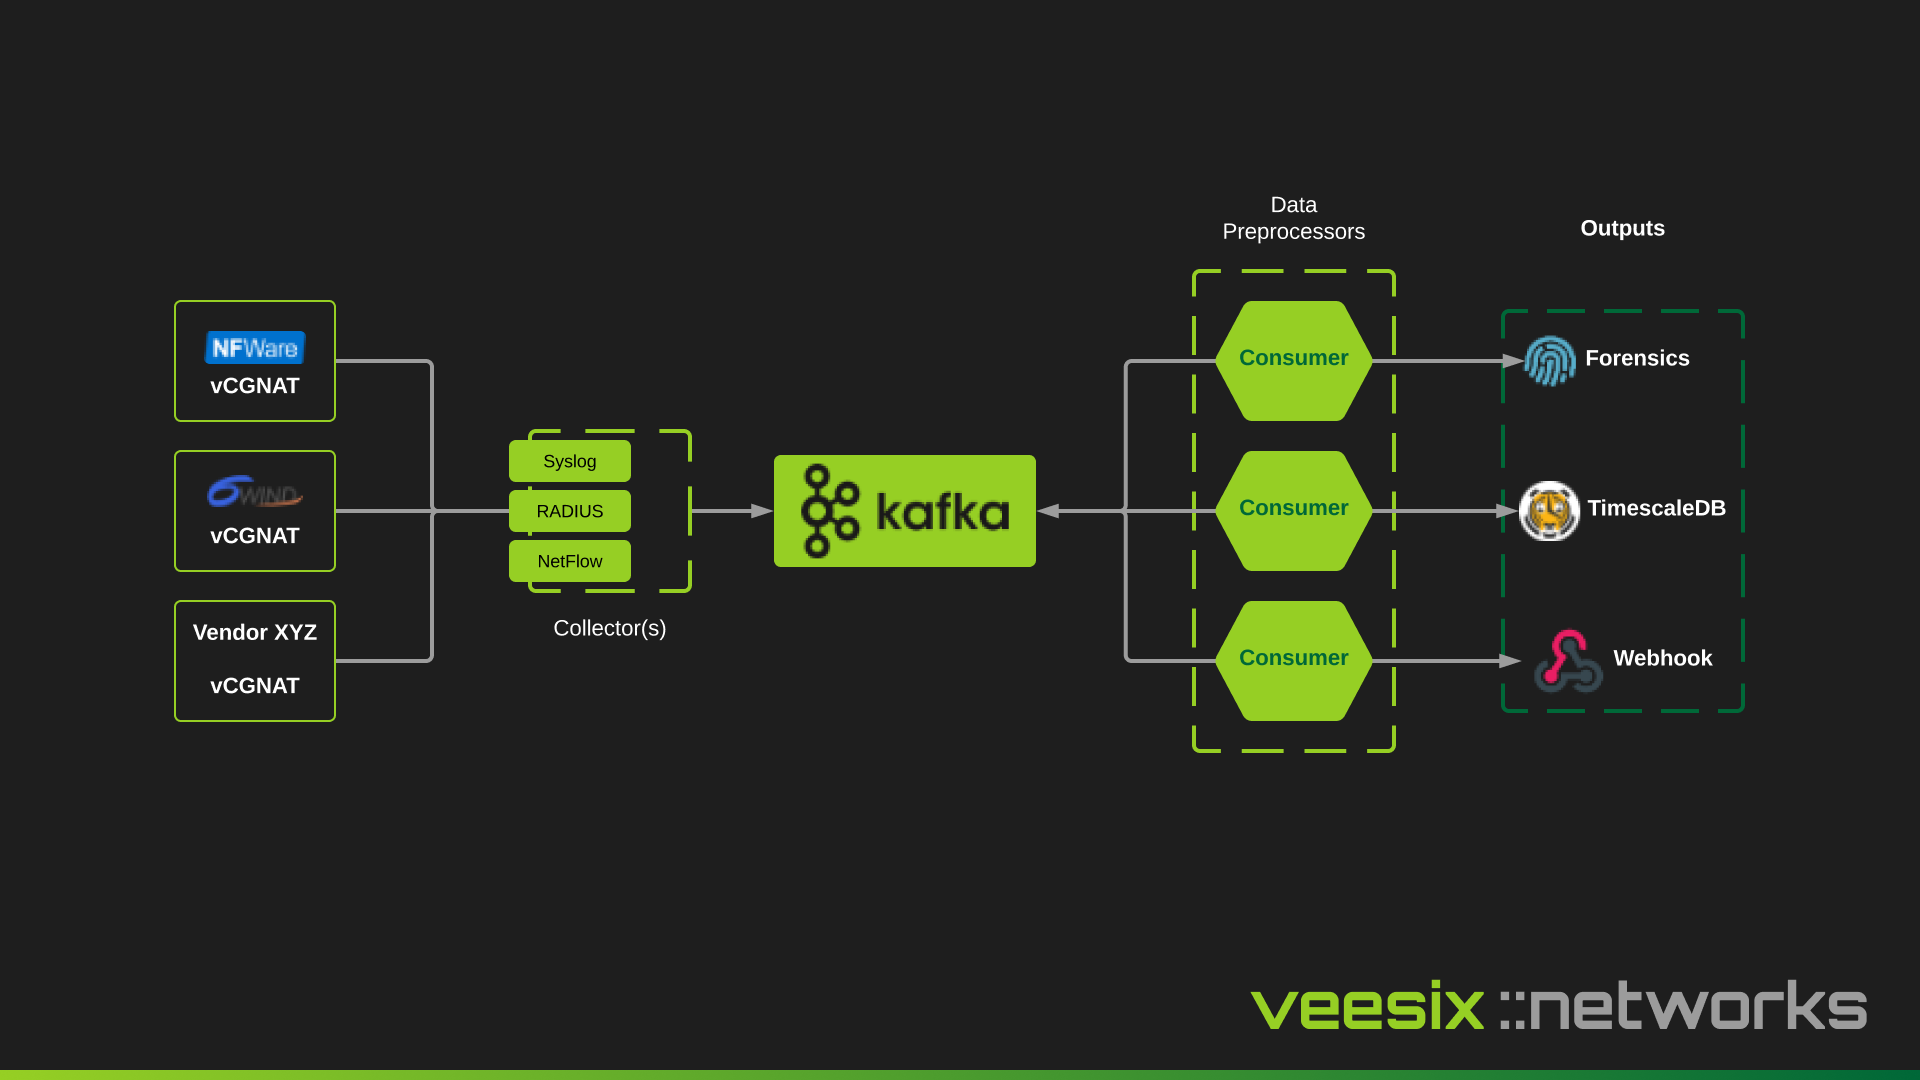 Data
Preprocessors
Outputs
NFWare
vCGNAT
6WIND
vCGNAT
Vendor XYZ
vCGNAT
Syslog
RADIUS
NetFlow
Collector(s)
kafka
Consumer
Consumer
Consumer
Forensics
TimescaleDB
Webhook
veesix ::networks